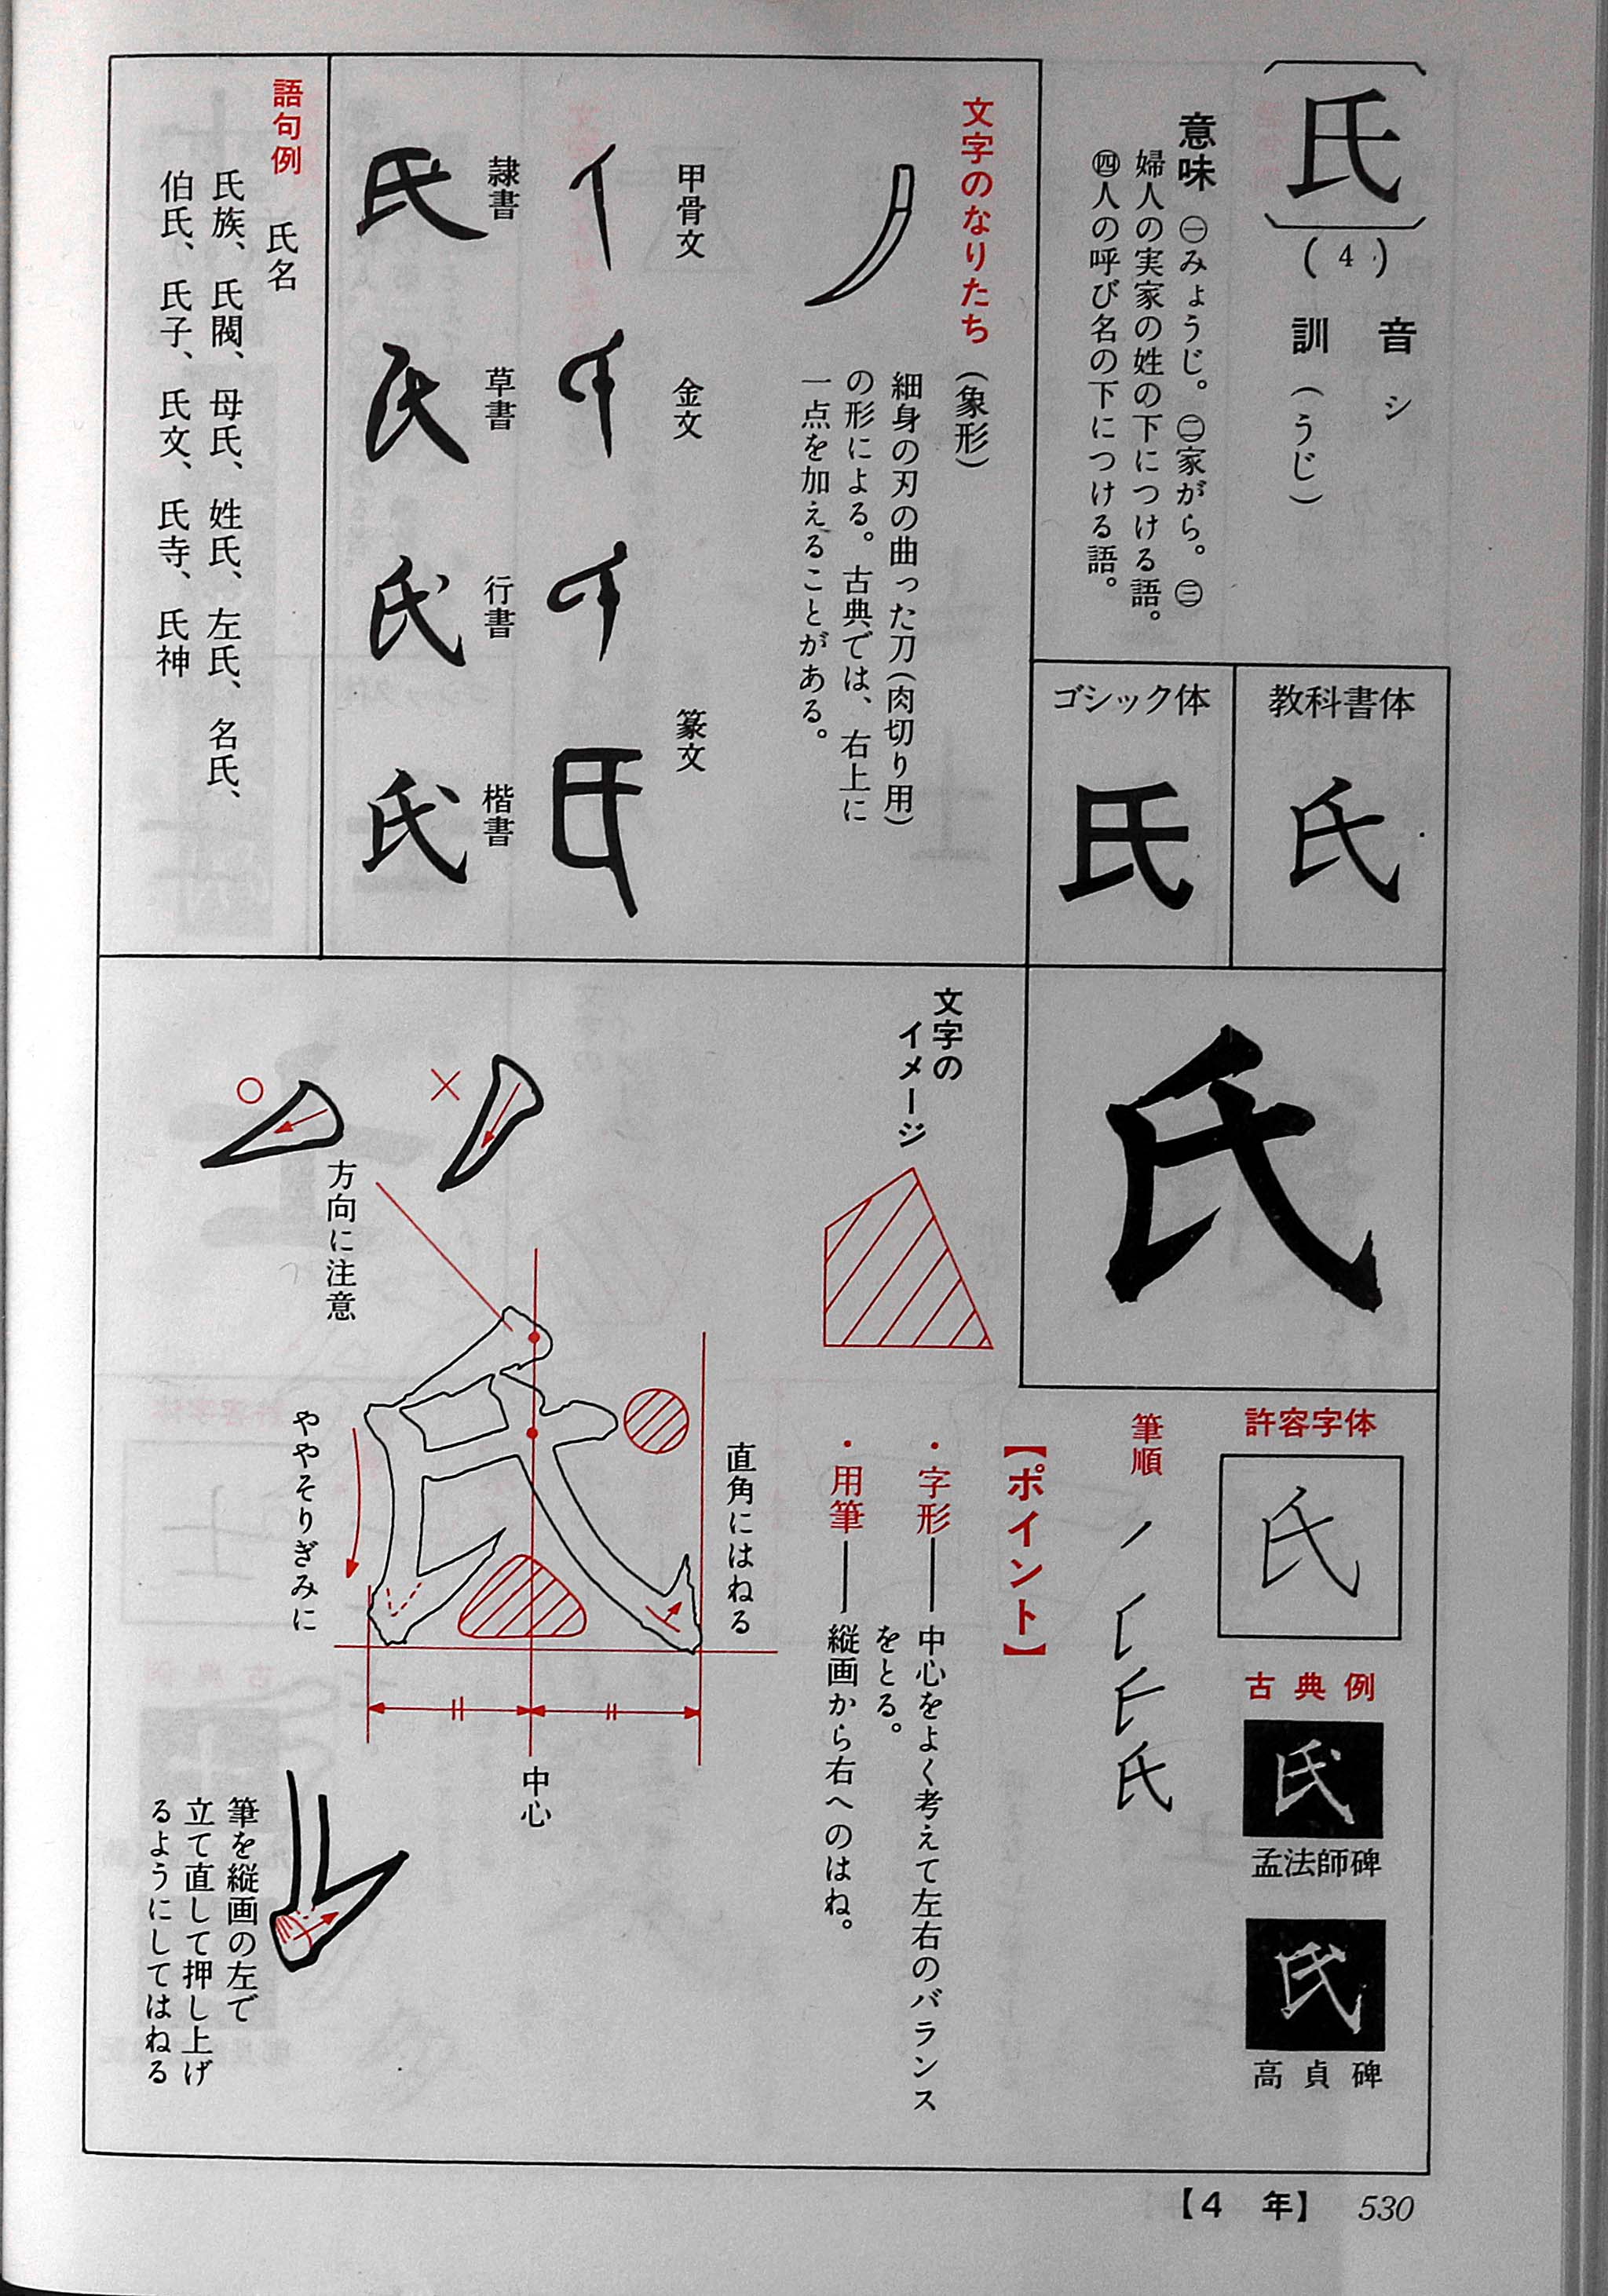 氏
(4)
音 シ
訓 (うじ)
意味 ㊀みょうじ。㊁家がら。㊂
婦人の実家の姓の下につける語。
㊃人の呼び名の下につける語。
教科書体
氏
ゴシック体
氏
文字のなりたち
(象形)
細身の刃の曲った刀(肉切り用)
の形による。古典では、右上に
一点を加えることがある。
甲骨文
金文
篆文
隷書
氏
草書
氏
行書
氏
楷書
氏
語句例
氏名
氏族、氏閥、母氏、姓氏、左氏、名氏、
伯氏、氏子、氏文、氏寺、氏神
氏
許容字体
氏
古典例
氏
孟法師碑
氏
高貞碑
筆順
氏
【ポイント】
・字形──中心をよく考えて左右のバランス
をとる。
・用筆──縦画から右へのはね。
文字の
イメージ
直角にはねる
×
○
方向に注意
ややそりぎみに
中心
筆を縦画の左で
立て直して押し上げ
るようにしてはねる
【4 年】 530